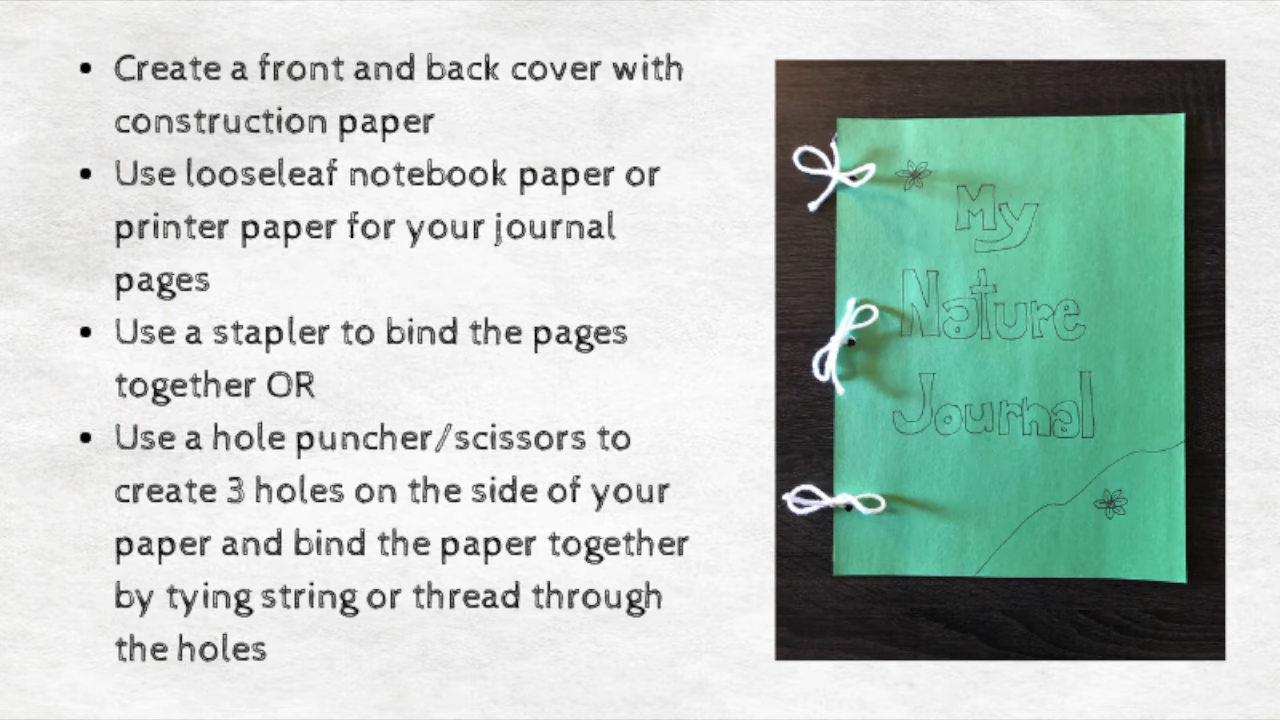 • Create a front and back cover with
construction paper
• Use looseleaf notebook paper or
printer paper for your journal
pages
• Use a stapler to bind the pages
together OR
• Use a hole puncher/scissors to
create 3 holes on the side of your
paper and bind the paper together
by tying string or thread through
the holes
My
Nature
Journal